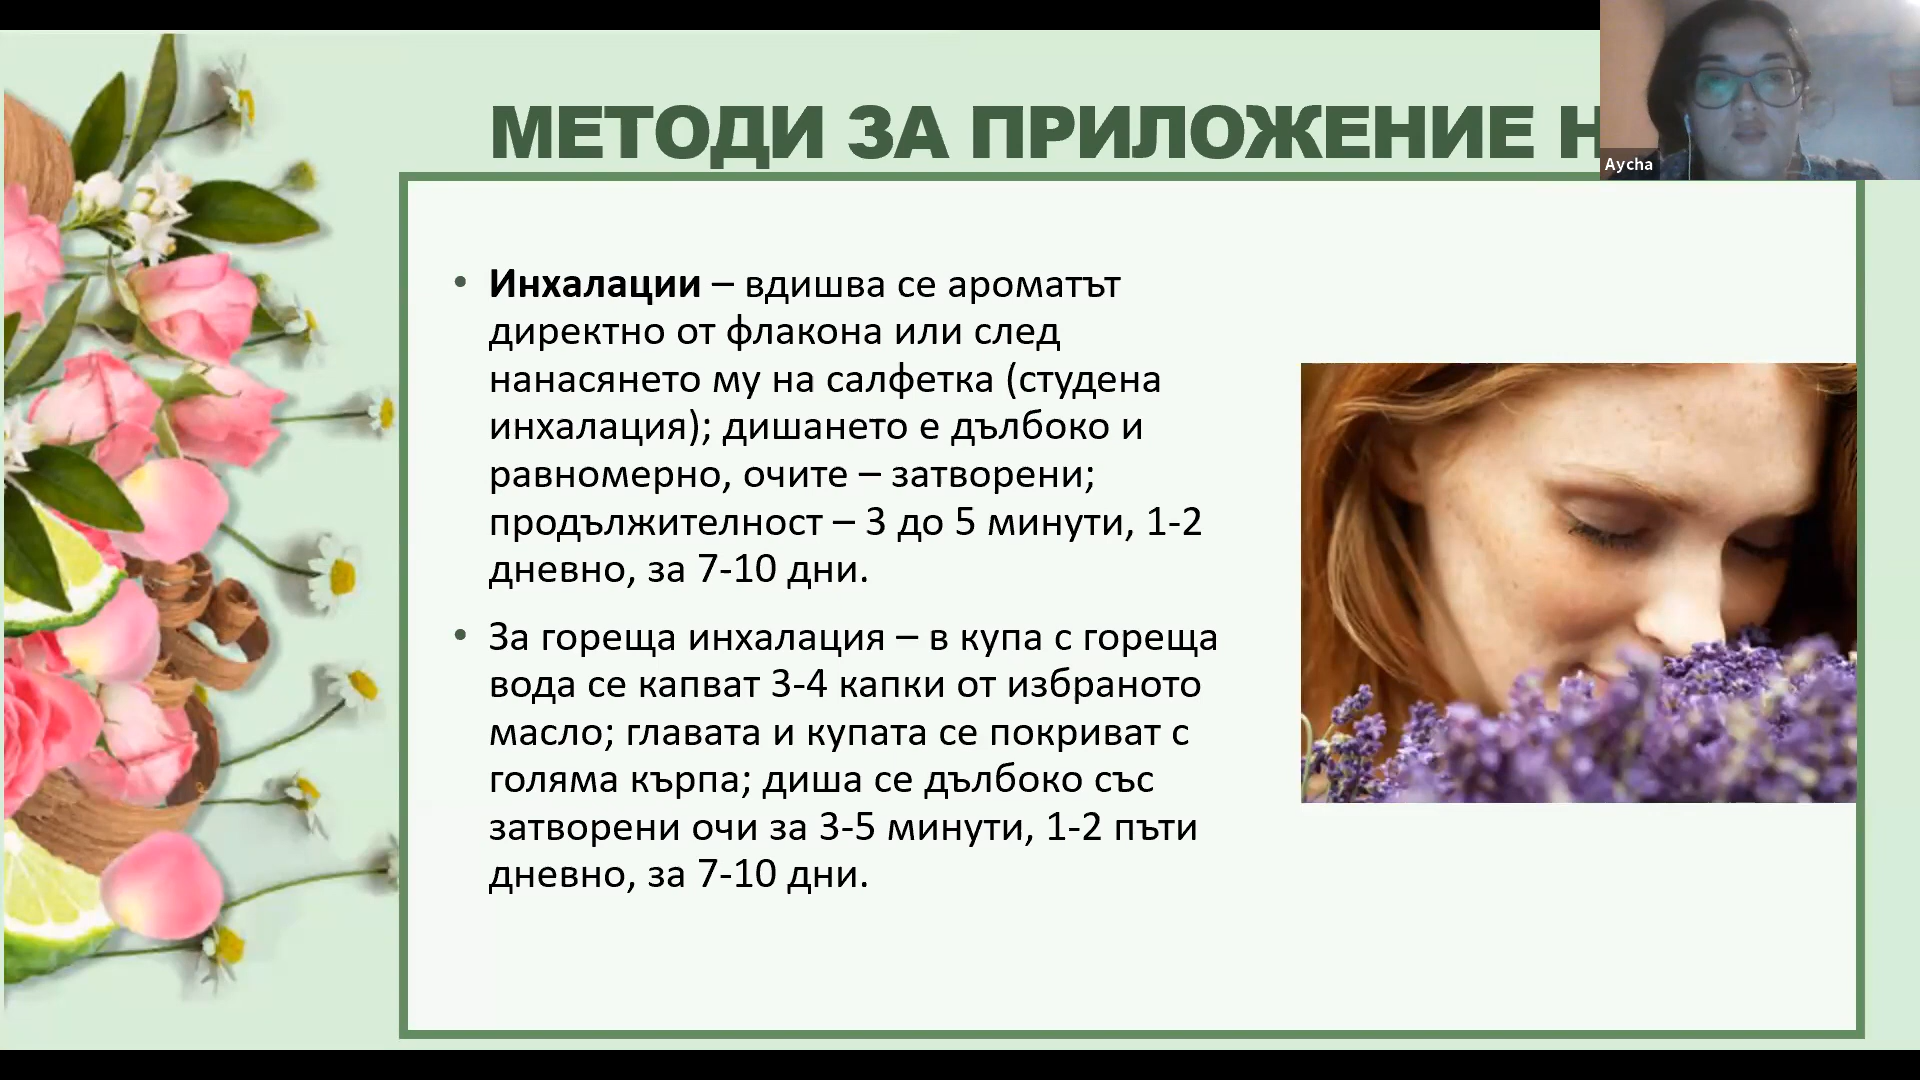 МЕТОДИ ЗА ПРИЛОЖЕНИЕ
Aycha
• Инхалации – вдишва се ароматът
директно от флакона или след
нанасянето му на салфетка (студена
инхалация); дишането е дълбоко и
равномерно, очите – затворени;
продължителност – 3 до 5 минути, 1-2
дневно, за 7-10 дни.
• За гореща инхалация – в купа с гореща
вода се капват 3-4 капки от избраното
масло; главата и купата се покриват с
голяма кърпа; диша се дълбоко със
затворени очи за 3-5 минути, 1-2 пъти
дневно, за 7-10 дни.